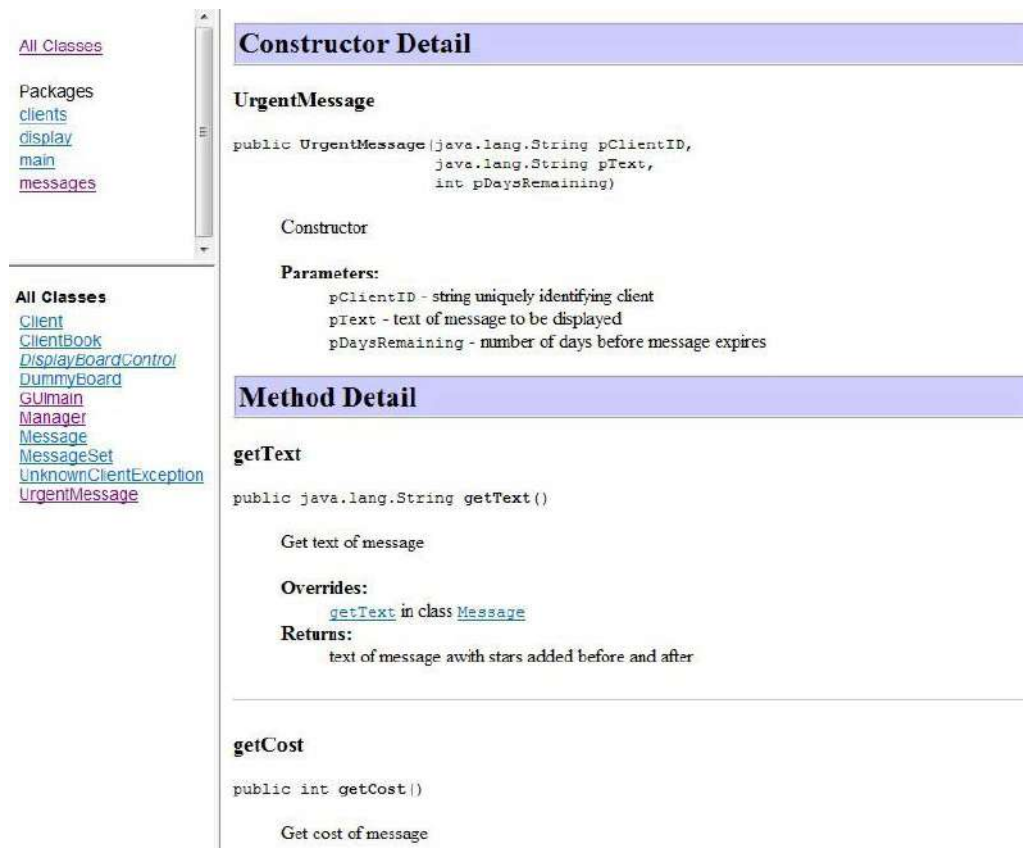 All Classes
Packages
clients
display
main
messages
All Classes
Client
ClientBook
DisplayBoardControl
DummyBoard
GUImain
Manager
Message
MessageSet
UnknownClientException
UrgentMessage
Constructor Detail
UrgentMessage
public UrgentMessage(java.lang.String pClientID,
java.lang.String pText,
int pDaysRemaining)
Constructor
Parameters:
pClientID - string uniquely identifying client
pText - text of message to be displayed
pDaysRemaining - number of days before message expires
Method Detail
getText
public java.lang.String getText()
Get text of message
Overrides:
getText in class Message
Returns:
text of message awith stars added before and after
getCost
public int getCost()
Get cost of message